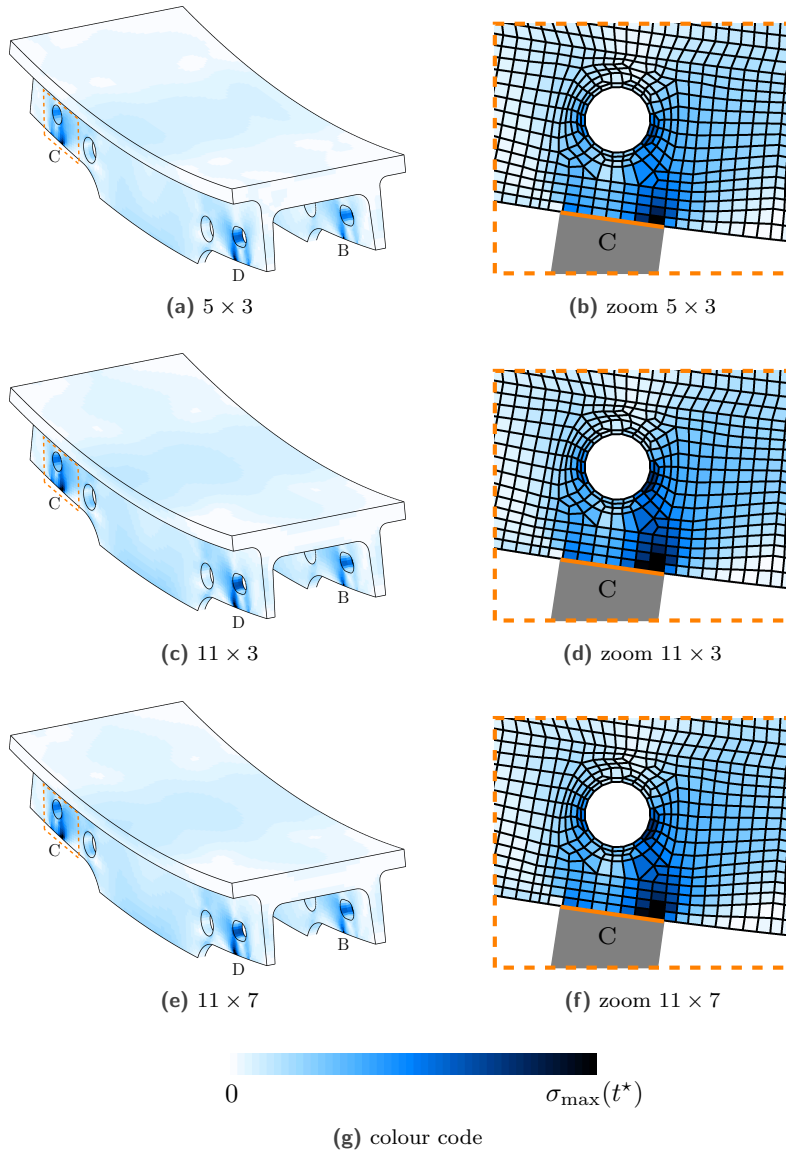 C
D
B
(a) 5 × 3
C
(b) zoom 5 × 3
C
D
B
(c) 11 × 3
C
(d) zoom 11 × 3
C
D
B
(e) 11 × 7
C
(f) zoom 11 × 7
0
σmax(t⋆)
(g) colour code